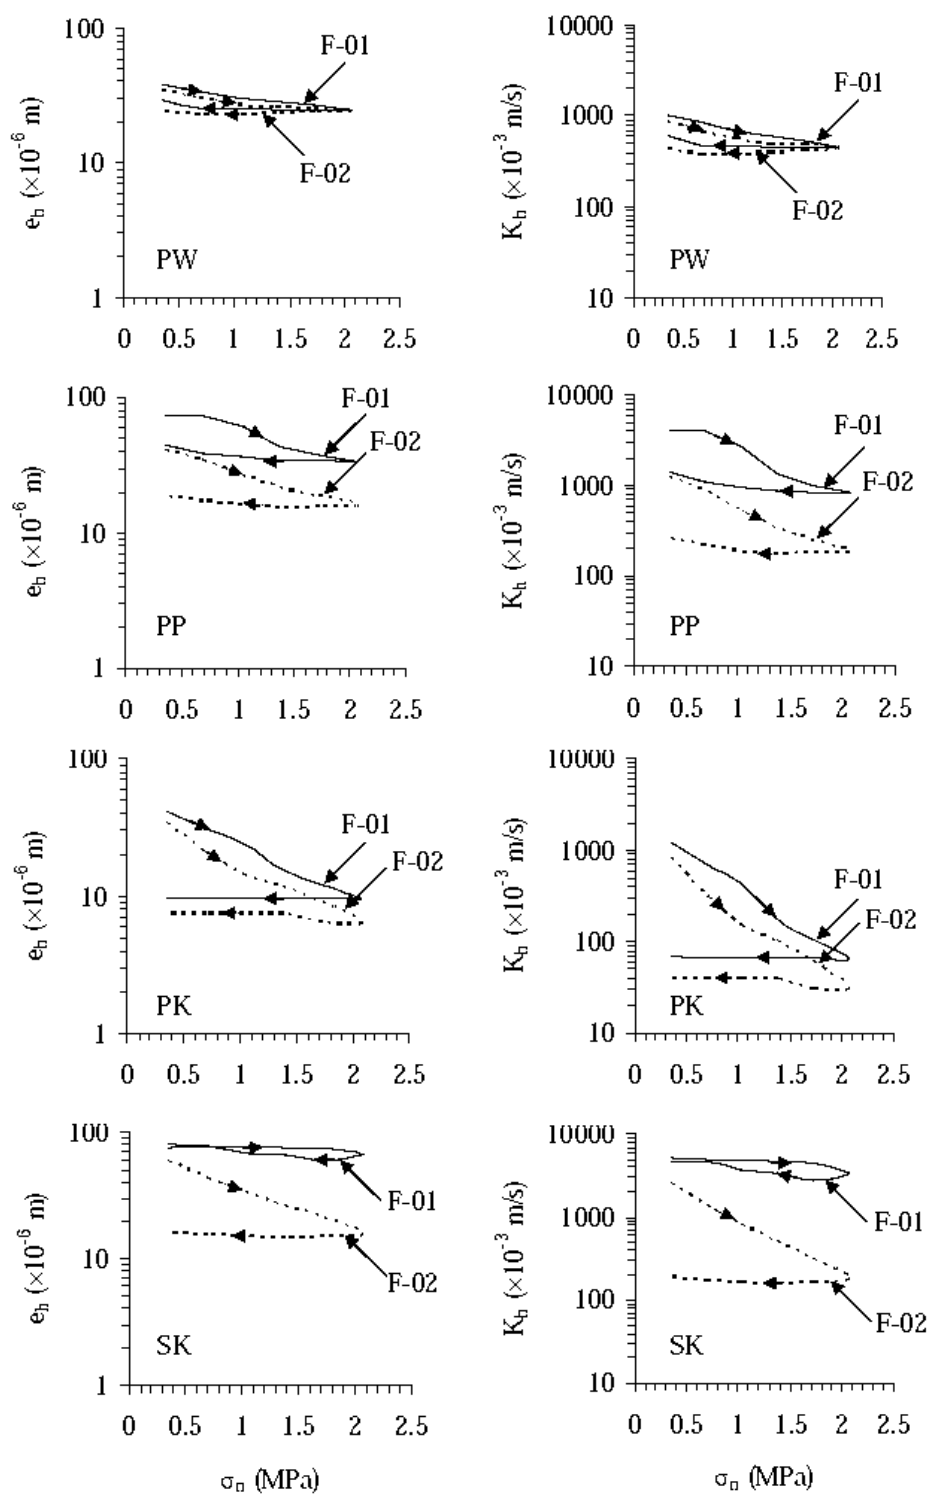 100
10
1
0 0.5 1 1.5 2 2.5
e_h (×10^-6 m)
F-01
F-02
PW
10000
1000
100
10
0 0.5 1 1.5 2 2.5
K_h (×10^-3 m/s)
F-01
F-02
PW
100
10
1
0 0.5 1 1.5 2 2.5
e_h (×10^-6 m)
F-01
F-02
PP
10000
1000
100
10
0 0.5 1 1.5 2 2.5
K_h (×10^-3 m/s)
F-01
F-02
PP
100
10
1
0 0.5 1 1.5 2 2.5
e_h (×10^-6 m)
F-01
F-02
PK
10000
1000
100
10
0 0.5 1 1.5 2 2.5
K_h (×10^-3 m/s)
F-01
F-02
PK
100
10
1
0 0.5 1 1.5 2 2.5
e_h (×10^-6 m)
F-01
F-02
SK
σ_n (MPa)
10000
1000
100
10
0 0.5 1 1.5 2 2.5
K_h (×10^-3 m/s)
F-01
F-02
SK
σ_n (MPa)